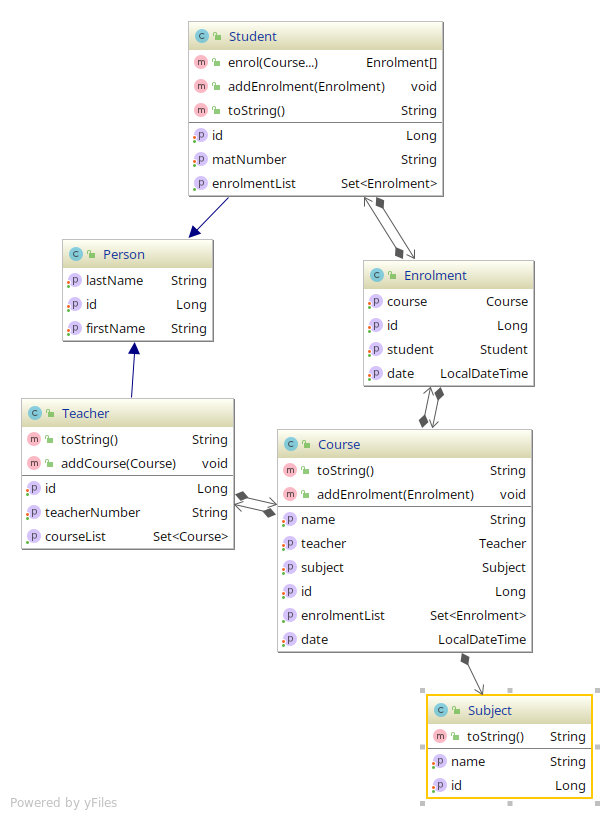 Student
enrol(Course...) Enrolment[]
addEnrolment(Enrolment) void
toString() String
id Long
matNumber String
enrolmentList Set<Enrolment>
Person
lastName String
id Long
firstName String
Enrolment
course Course
id Long
student Student
date LocalDateTime
Teacher
toString() String
addCourse(Course) void
id Long
teacherNumber String
courseList Set<Course>
Course
toString() String
addEnrolment(Enrolment) void
name String
teacher Teacher
subject Subject
id Long
enrolmentList Set<Enrolment>
date LocalDateTime
Subject
toString() String
name String
id Long
Powered by yFiles